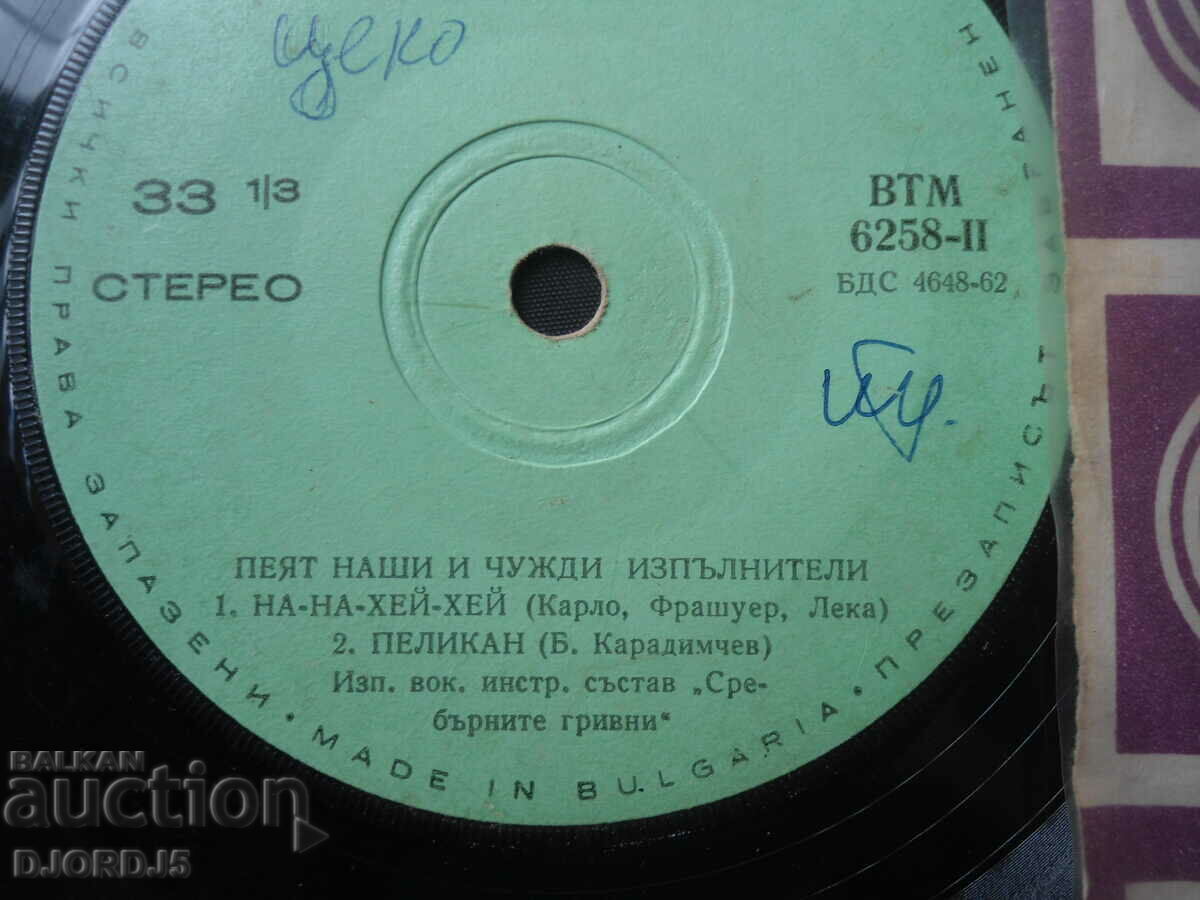 цеко
33 1/3
СТЕРЕО
ВТМ
6258-II
БДС 4648-62
ПЕЯТ НАШИ И ЧУЖДИ ИЗПЪЛНИТЕЛИ
1. НА-НА-ХЕЙ-ХЕЙ (Карло, Фрашуер, Лека)
2. ПЕЛИКАН (Б. Карадимчев)
Изп. вок. инстр. състав „Сре-
бърните гривни“
ВСИЧКИ ПРАВА ЗАПАЗЕНИ · MADE IN BULGARIA · ПРЕЗАПИСЪТ
BALKAN
auction
DJORDJ5